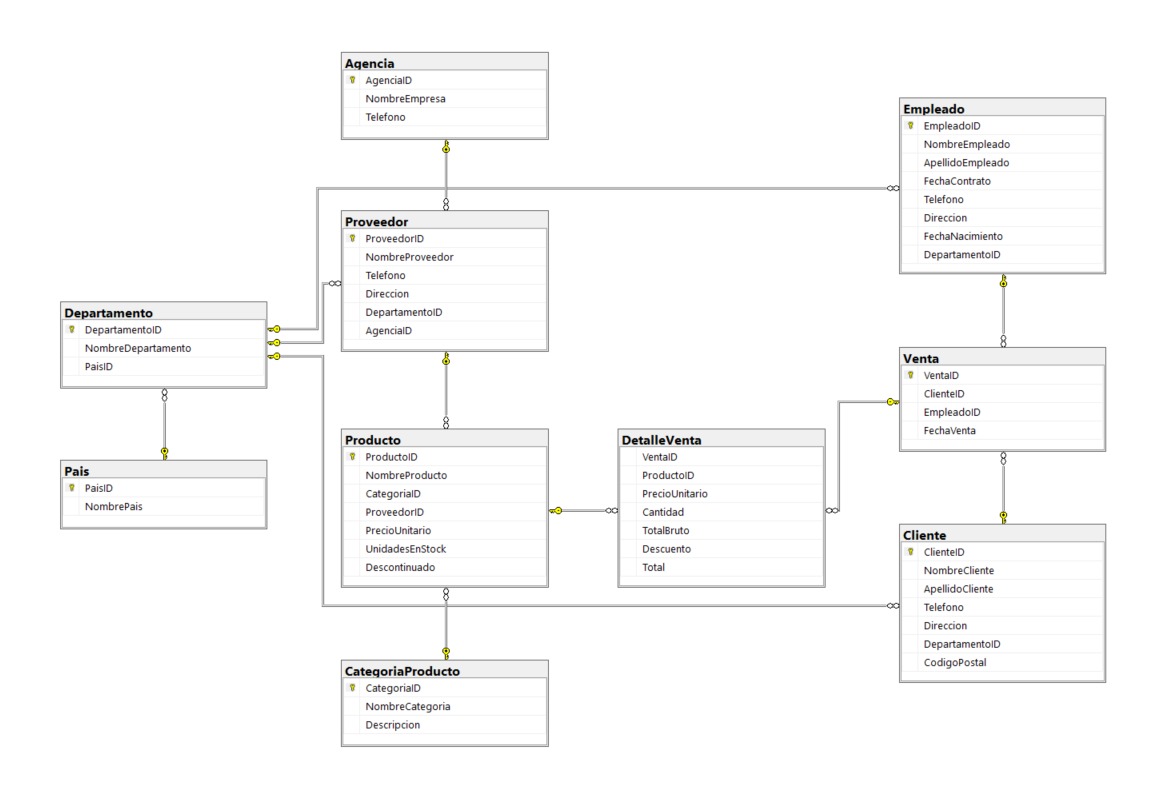 Agencia
AgenciaID
NombreEmpresa
Telefono
Empleado
EmpleadoID
NombreEmpleado
ApellidoEmpleado
FechaContrato
Telefono
Direccion
FechaNacimiento
DepartamentoID
Proveedor
ProveedorID
NombreProveedor
Telefono
Direccion
DepartamentoID
AgenciaID
Departamento
DepartamentoID
NombreDepartamento
PaisID
Venta
VentaID
ClienteID
EmpleadoID
FechaVenta
Producto
ProductoID
NombreProducto
CategoriaID
ProveedorID
PrecioUnitario
UnidadesEnStock
Descontinuado
DetalleVenta
VentaID
ProductoID
PrecioUnitario
Cantidad
TotalBruto
Descuento
Total
Pais
PaisID
NombrePais
Cliente
ClienteID
NombreCliente
ApellidoCliente
Telefono
Direccion
DepartamentoID
CodigoPostal
CategoriaProducto
CategoriaID
NombreCategoria
Descripcion